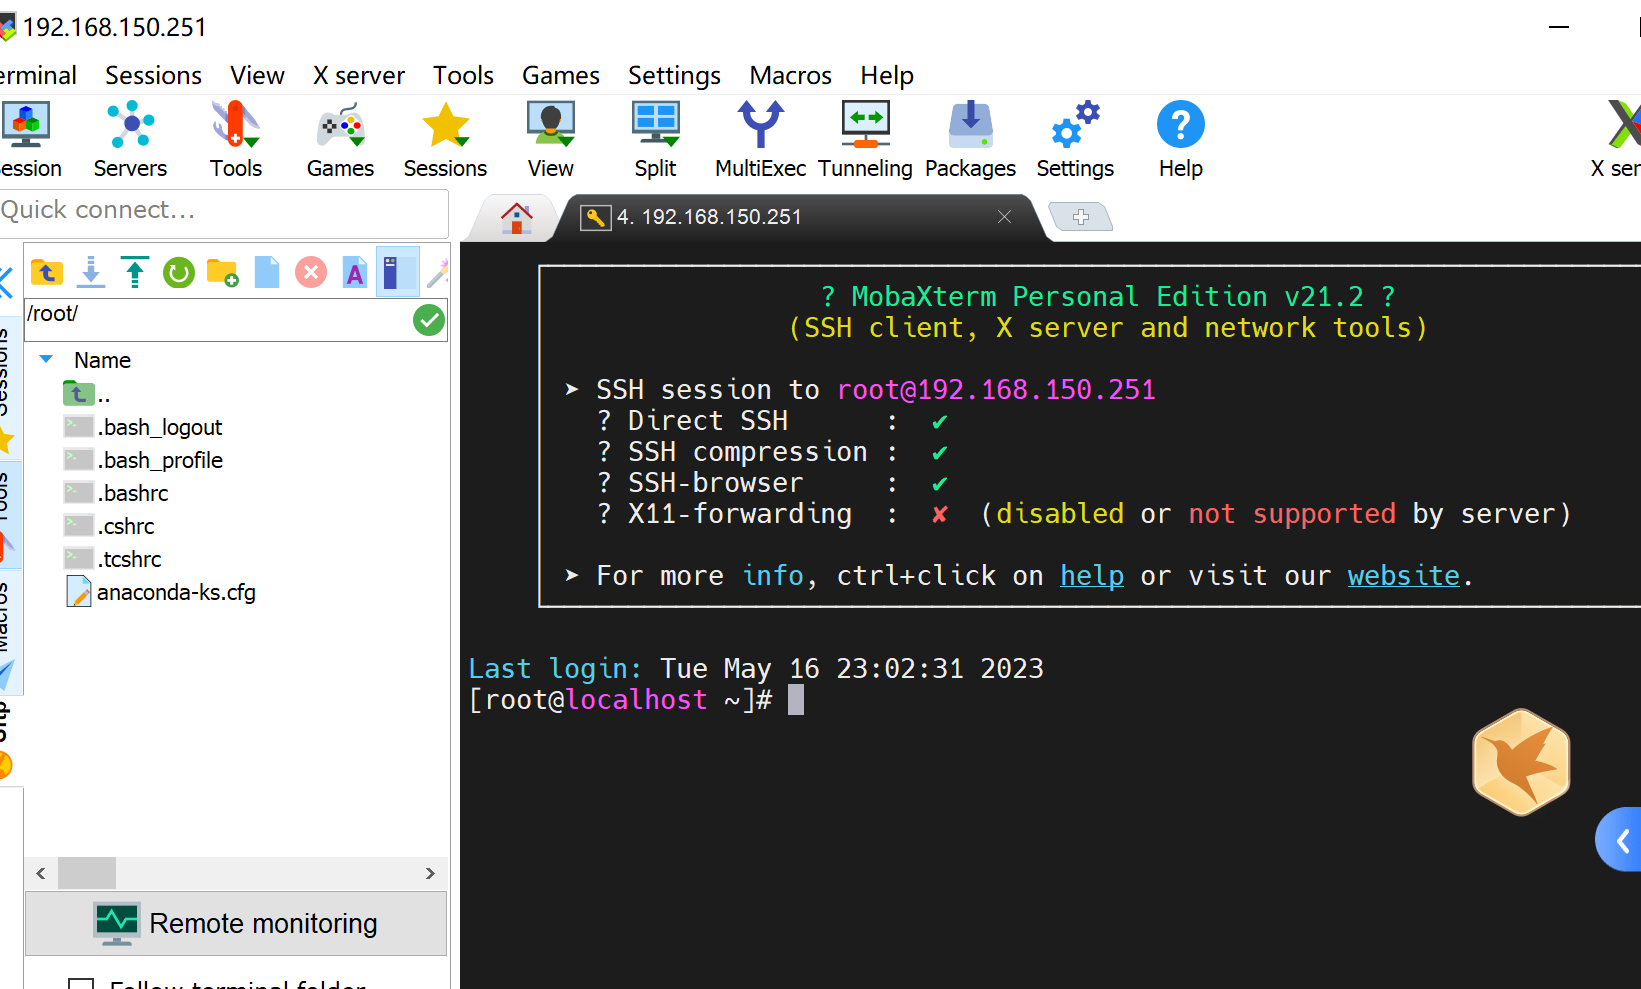 192.168.150.251
erminal Sessions View X server Tools Games Settings Macros Help
ession Servers Tools Games Sessions View Split MultiExec Tunneling Packages Settings Help X ser
Quick connect...
4. 192.168.150.251
/root/
Name
..
.bash_logout
.bash_profile
.bashrc
.cshrc
.tcshrc
anaconda-ks.cfg
Sessions
Tools
Macros
Sftp
Remote monitoring
Follow terminal folder
? MobaXterm Personal Edition v21.2 ?
(SSH client, X server and network tools)
➤ SSH session to root@192.168.150.251
? Direct SSH : ✔
? SSH compression : ✔
? SSH-browser : ✔
? X11-forwarding : ✘ (disabled or not supported by server)
➤ For more info, ctrl+click on help or visit our website.
Last login: Tue May 16 23:02:31 2023
[root@localhost ~]#